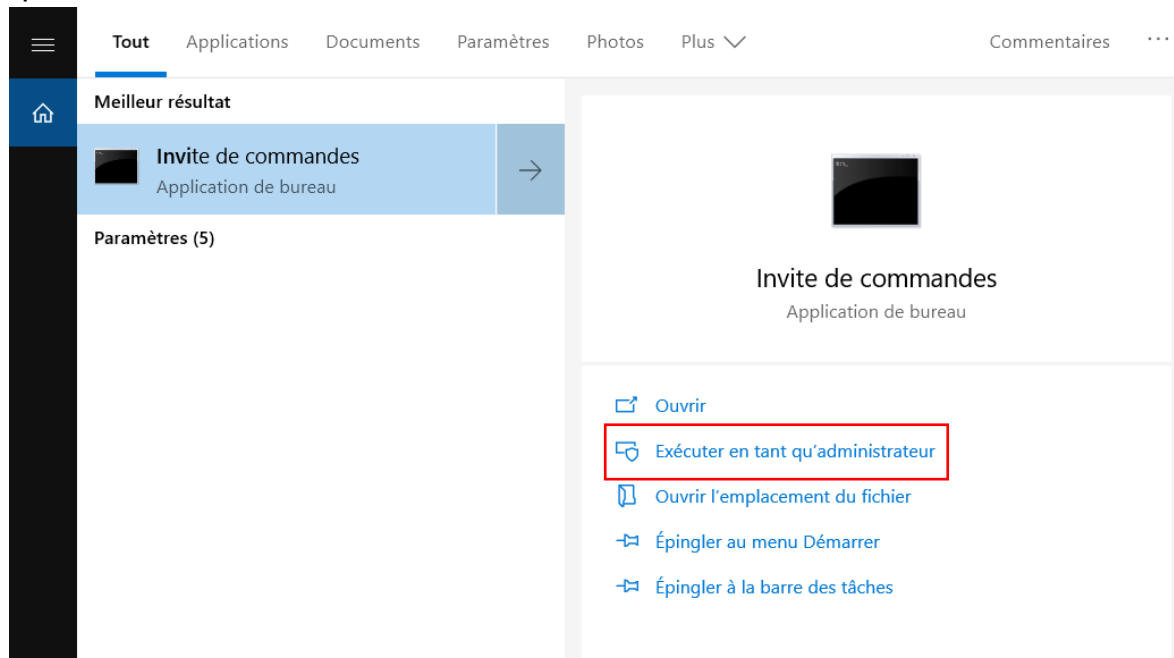 Tout Applications Documents Paramètres Photos Plus Commentaires ...
Meilleur résultat
Invite de commandes
Application de bureau
Paramètres (5)
Invite de commandes
Application de bureau
Ouvrir
Exécuter en tant qu'administrateur
Ouvrir l'emplacement du fichier
Épingler au menu Démarrer
Épingler à la barre des tâches